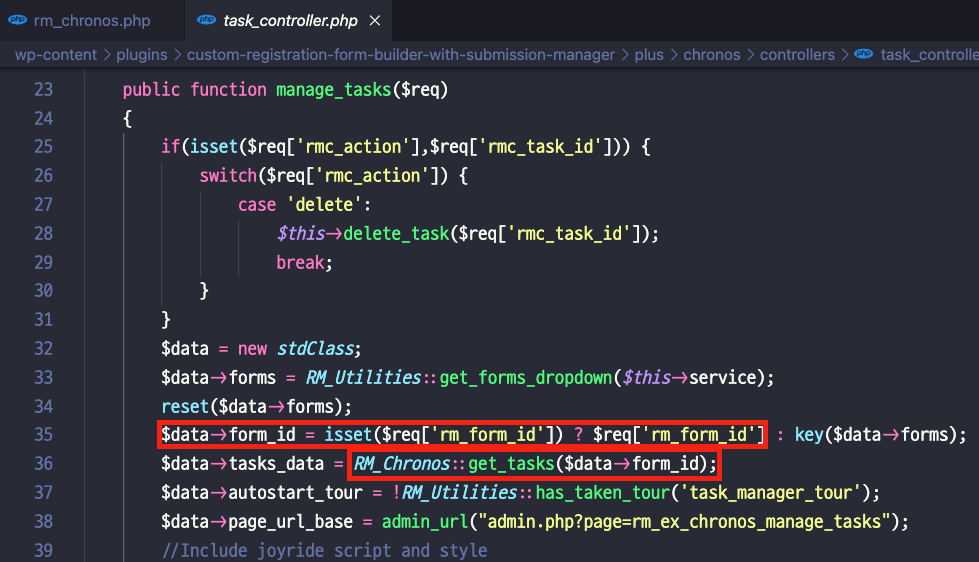 php rm_chronos.php php task_controller.php ×
wp-content > plugins > custom-registration-form-builder-with-submission-manager > plus > chronos > controllers > php task_controlle
23 public function manage_tasks($req)
24 {
25 if(isset($req['rmc_action'],$req['rmc_task_id'])) {
26 switch($req['rmc_action']) {
27 case 'delete':
28 $this->delete_task($req['rmc_task_id']);
29 break;
30 }
31 }
32 $data = new stdClass;
33 $data->forms = RM_Utilities::get_forms_dropdown($this->service);
34 reset($data->forms);
35 $data->form_id = isset($req['rm_form_id']) ? $req['rm_form_id'] : key($data->forms);
36 $data->tasks_data = RM_Chronos::get_tasks($data->form_id);
37 $data->autostart_tour = !RM_Utilities::has_taken_tour('task_manager_tour');
38 $data->page_url_base = admin_url("admin.php?page=rm_ex_chronos_manage_tasks");
39 //Include joyride script and style